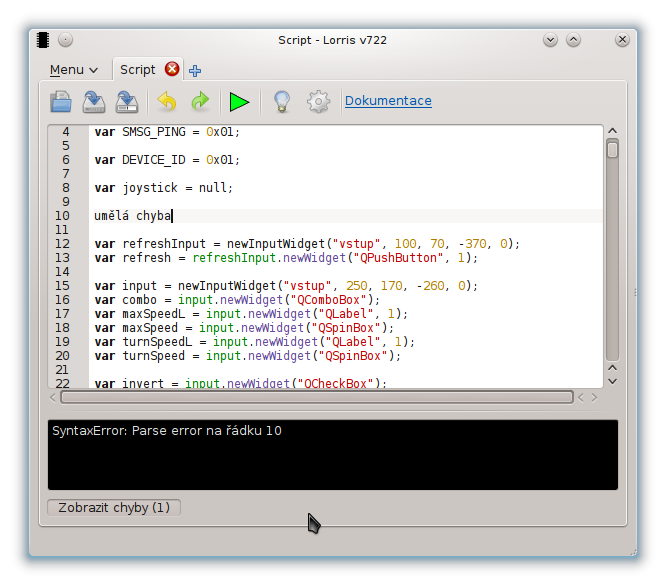 Script - Lorris v722
Menu
Script
Dokumentace
4 var SMSG_PING = 0x01;
5
6 var DEVICE_ID = 0x01;
7
8 var joystick = null;
9
10 umělá chyba
11
12 var refreshInput = newInputWidget("vstup", 100, 70, -370, 0);
13 var refresh = refreshInput.newWidget("QPushButton", 1);
14
15 var input = newInputWidget("vstup", 250, 170, -260, 0);
16 var combo = input.newWidget("QComboBox");
17 var maxSpeedL = input.newWidget("QLabel", 1);
18 var maxSpeed = input.newWidget("QSpinBox");
19 var turnSpeedL = input.newWidget("QLabel", 1);
20 var turnSpeed = input.newWidget("QSpinBox");
21
22 var invert = input.newWidget("QCheckBox");
SyntaxError: Parse error na řádku 10
Zobrazit chyby (1)